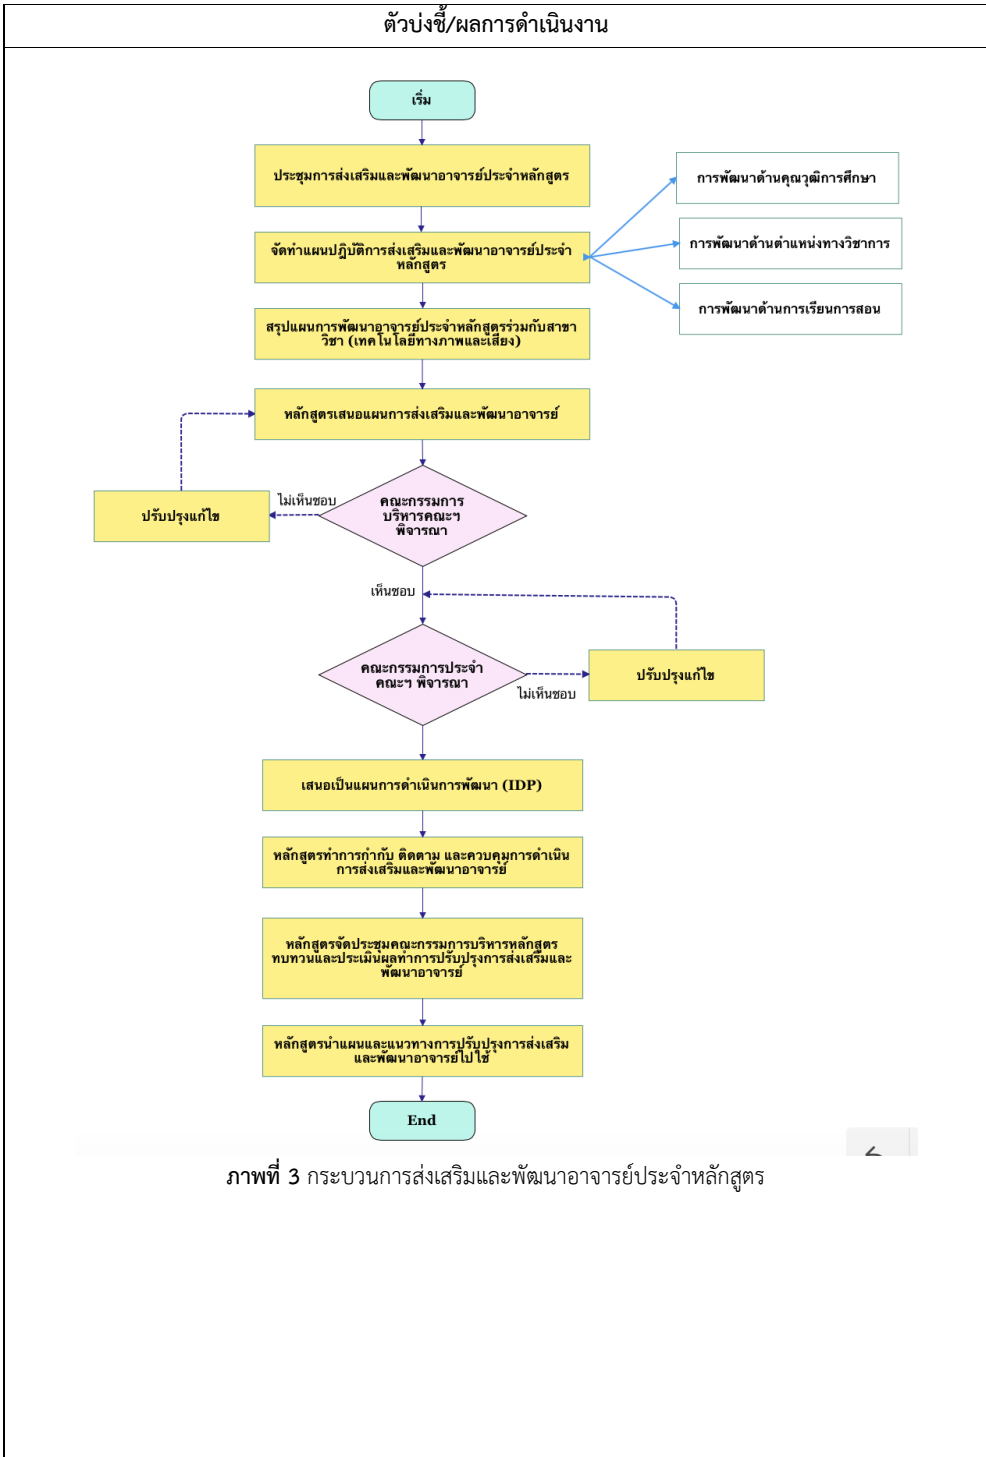 ตัวบ่งชี้/ผลการดำเนินงาน
เริ่ม
ประชุมการส่งเสริมและพัฒนาอาจารย์ประจำหลักสูตร
การพัฒนาด้านคุณวุฒิการศึกษา
จัดทำแผนปฎิบัติการส่งเสริมและพัฒนาอาจารย์ประจำ
หลักสูตร
การพัฒนาด้านตำแหน่งทางวิชาการ
การพัฒนาด้านการเรียนการสอน
สรุปแผนการพัฒนาอาจารย์ประจำหลักสูตรร่วมกับสาขา
วิชา (เทคโนโลยีทางภาพและเสียง)
หลักสูตรเสนอแผนการส่งเสริมและพัฒนาอาจารย์
คณะกรรมการ
บริหารคณะฯ
พิจารณา
ไม่เห็นชอบ
ปรับปรุงแก้ไข
เห็นชอบ
คณะกรรมการประจำ
คณะฯ พิจารณา
ไม่เห็นชอบ
ปรับปรุงแก้ไข
เสนอเป็นแผนการดำเนินการพัฒนา (IDP)
หลักสูตรทำการกำกับ ติดตาม และควบคุมการดำเนิน
การส่งเสริมและพัฒนาอาจารย์
หลักสูตรจัดประชุมคณะกรรมการบริหารหลักสูตร
ทบทวนและประเมินผลทำการปรับปรุงการส่งเสริมและ
พัฒนาอาจารย์
หลักสูตรนำแผนและแนวทางการปรับปรุงการส่งเสริม
และพัฒนาอาจารย์ไปใช้
End
ภาพที่ 3 กระบวนการส่งเสริมและพัฒนาอาจารย์ประจำหลักสูตร